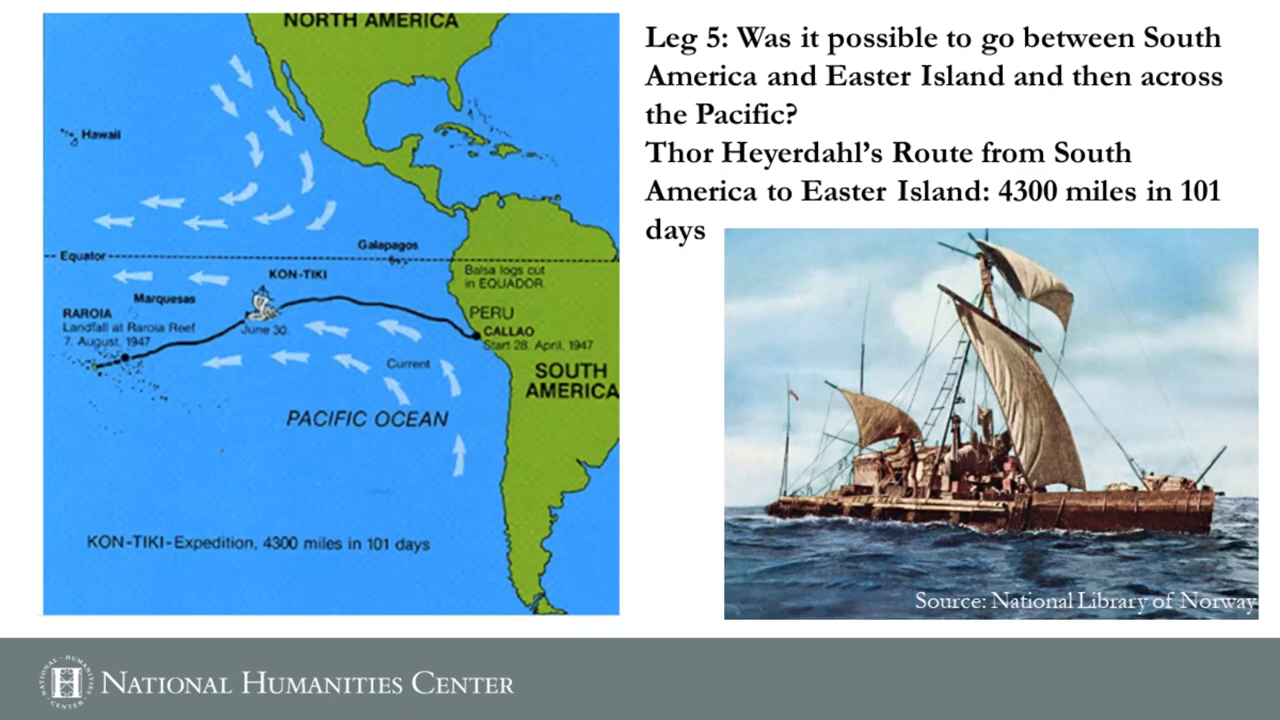 NORTH AMERICA
Hawaii
Equator
Galapagos
Balsa logs cut
in EQUADOR.
KON-TIKI
Marquesas
RAROIA
Landfall at Raroia Reef
7. August, 1947
June 30.
PERU
CALLAO
Start 28. April, 1947
Current
SOUTH
AMERICA
PACIFIC OCEAN
KON-TIKI-Expedition, 4300 miles in 101 days
Leg 5: Was it possible to go between South
America and Easter Island and then across
the Pacific?
Thor Heyerdahl’s Route from South
America to Easter Island: 4300 miles in 101
days
Source: National Library of Norway
NATIONAL HUMANITIES CENTER
NATIONAL HUMANITIES CENTER